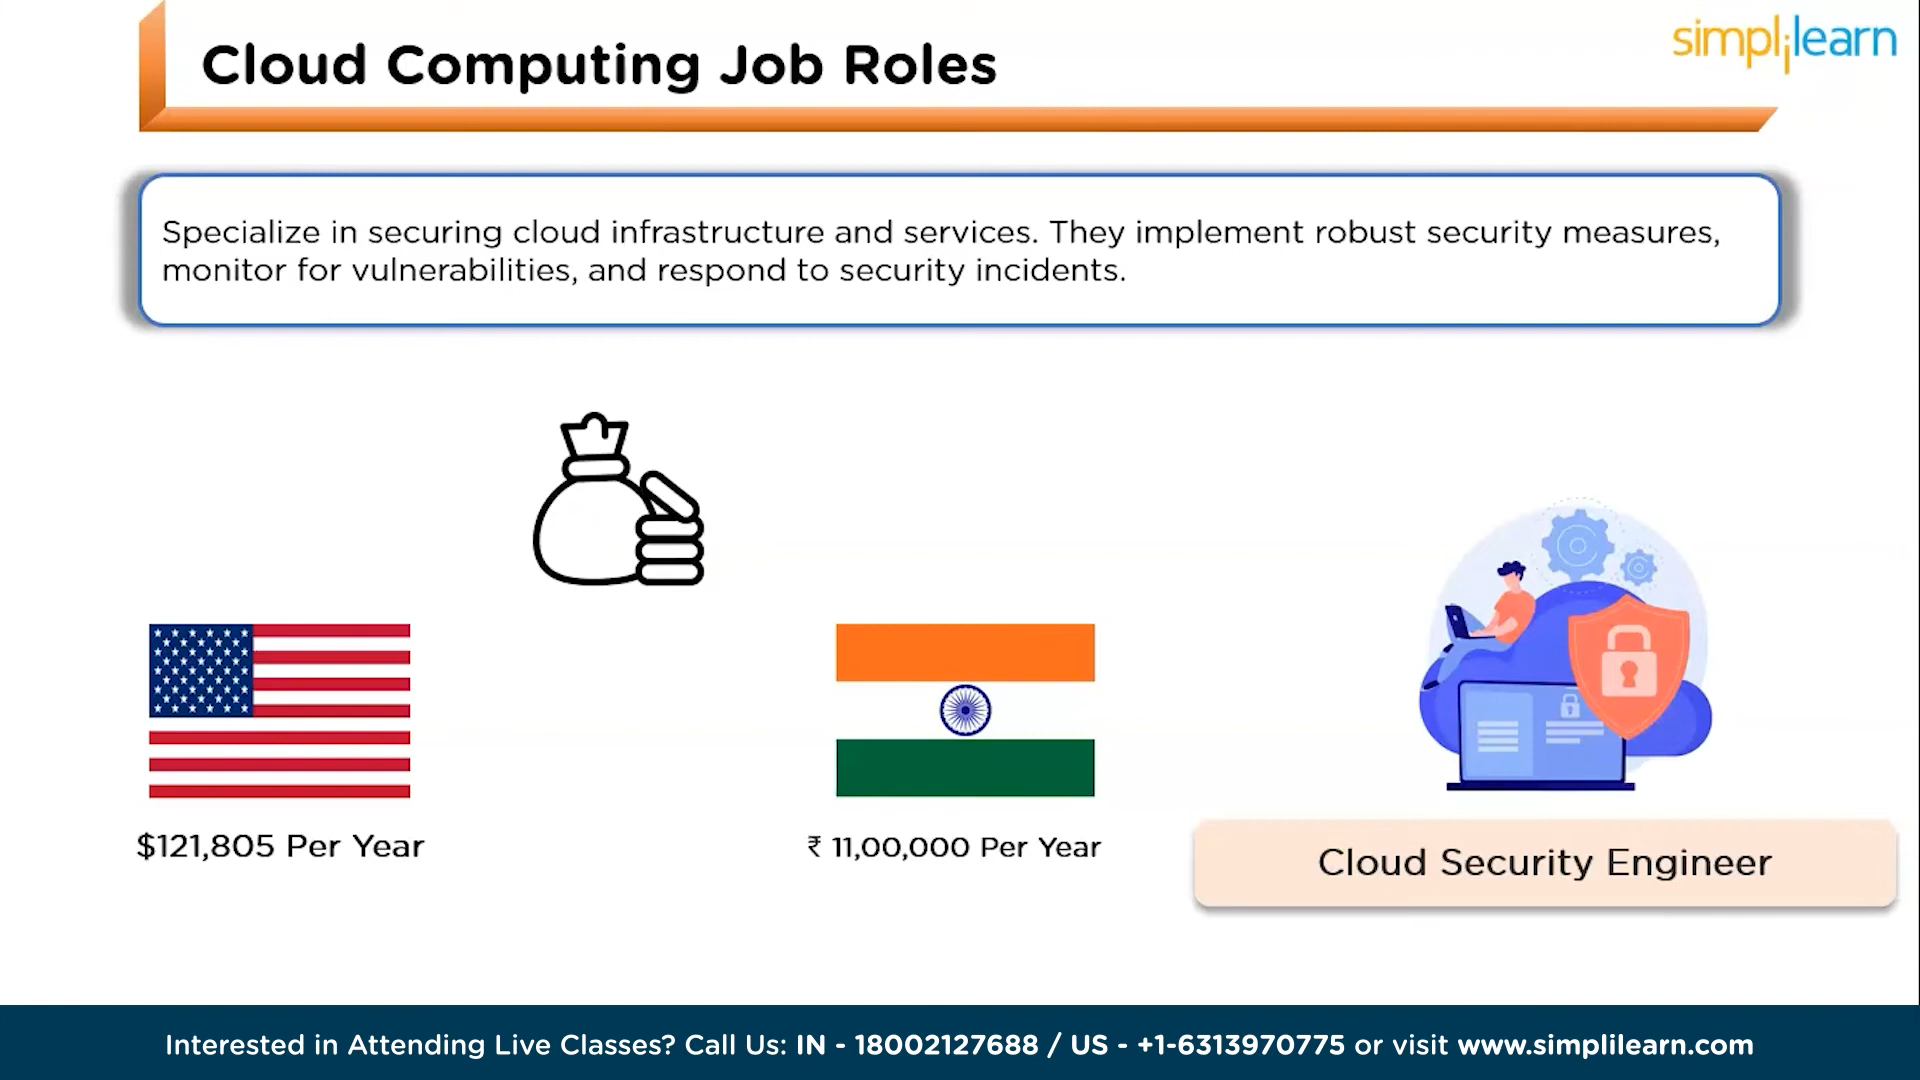 Cloud Computing Job Roles
simplilearn
Specialize in securing cloud infrastructure and services. They implement robust security measures,
monitor for vulnerabilities, and respond to security incidents.
$121,805 Per Year
₹ 11,00,000 Per Year
Cloud Security Engineer
Interested in Attending Live Classes? Call Us: IN - 18002127688 / US - +1-6313970775 or visit www.simplilearn.com